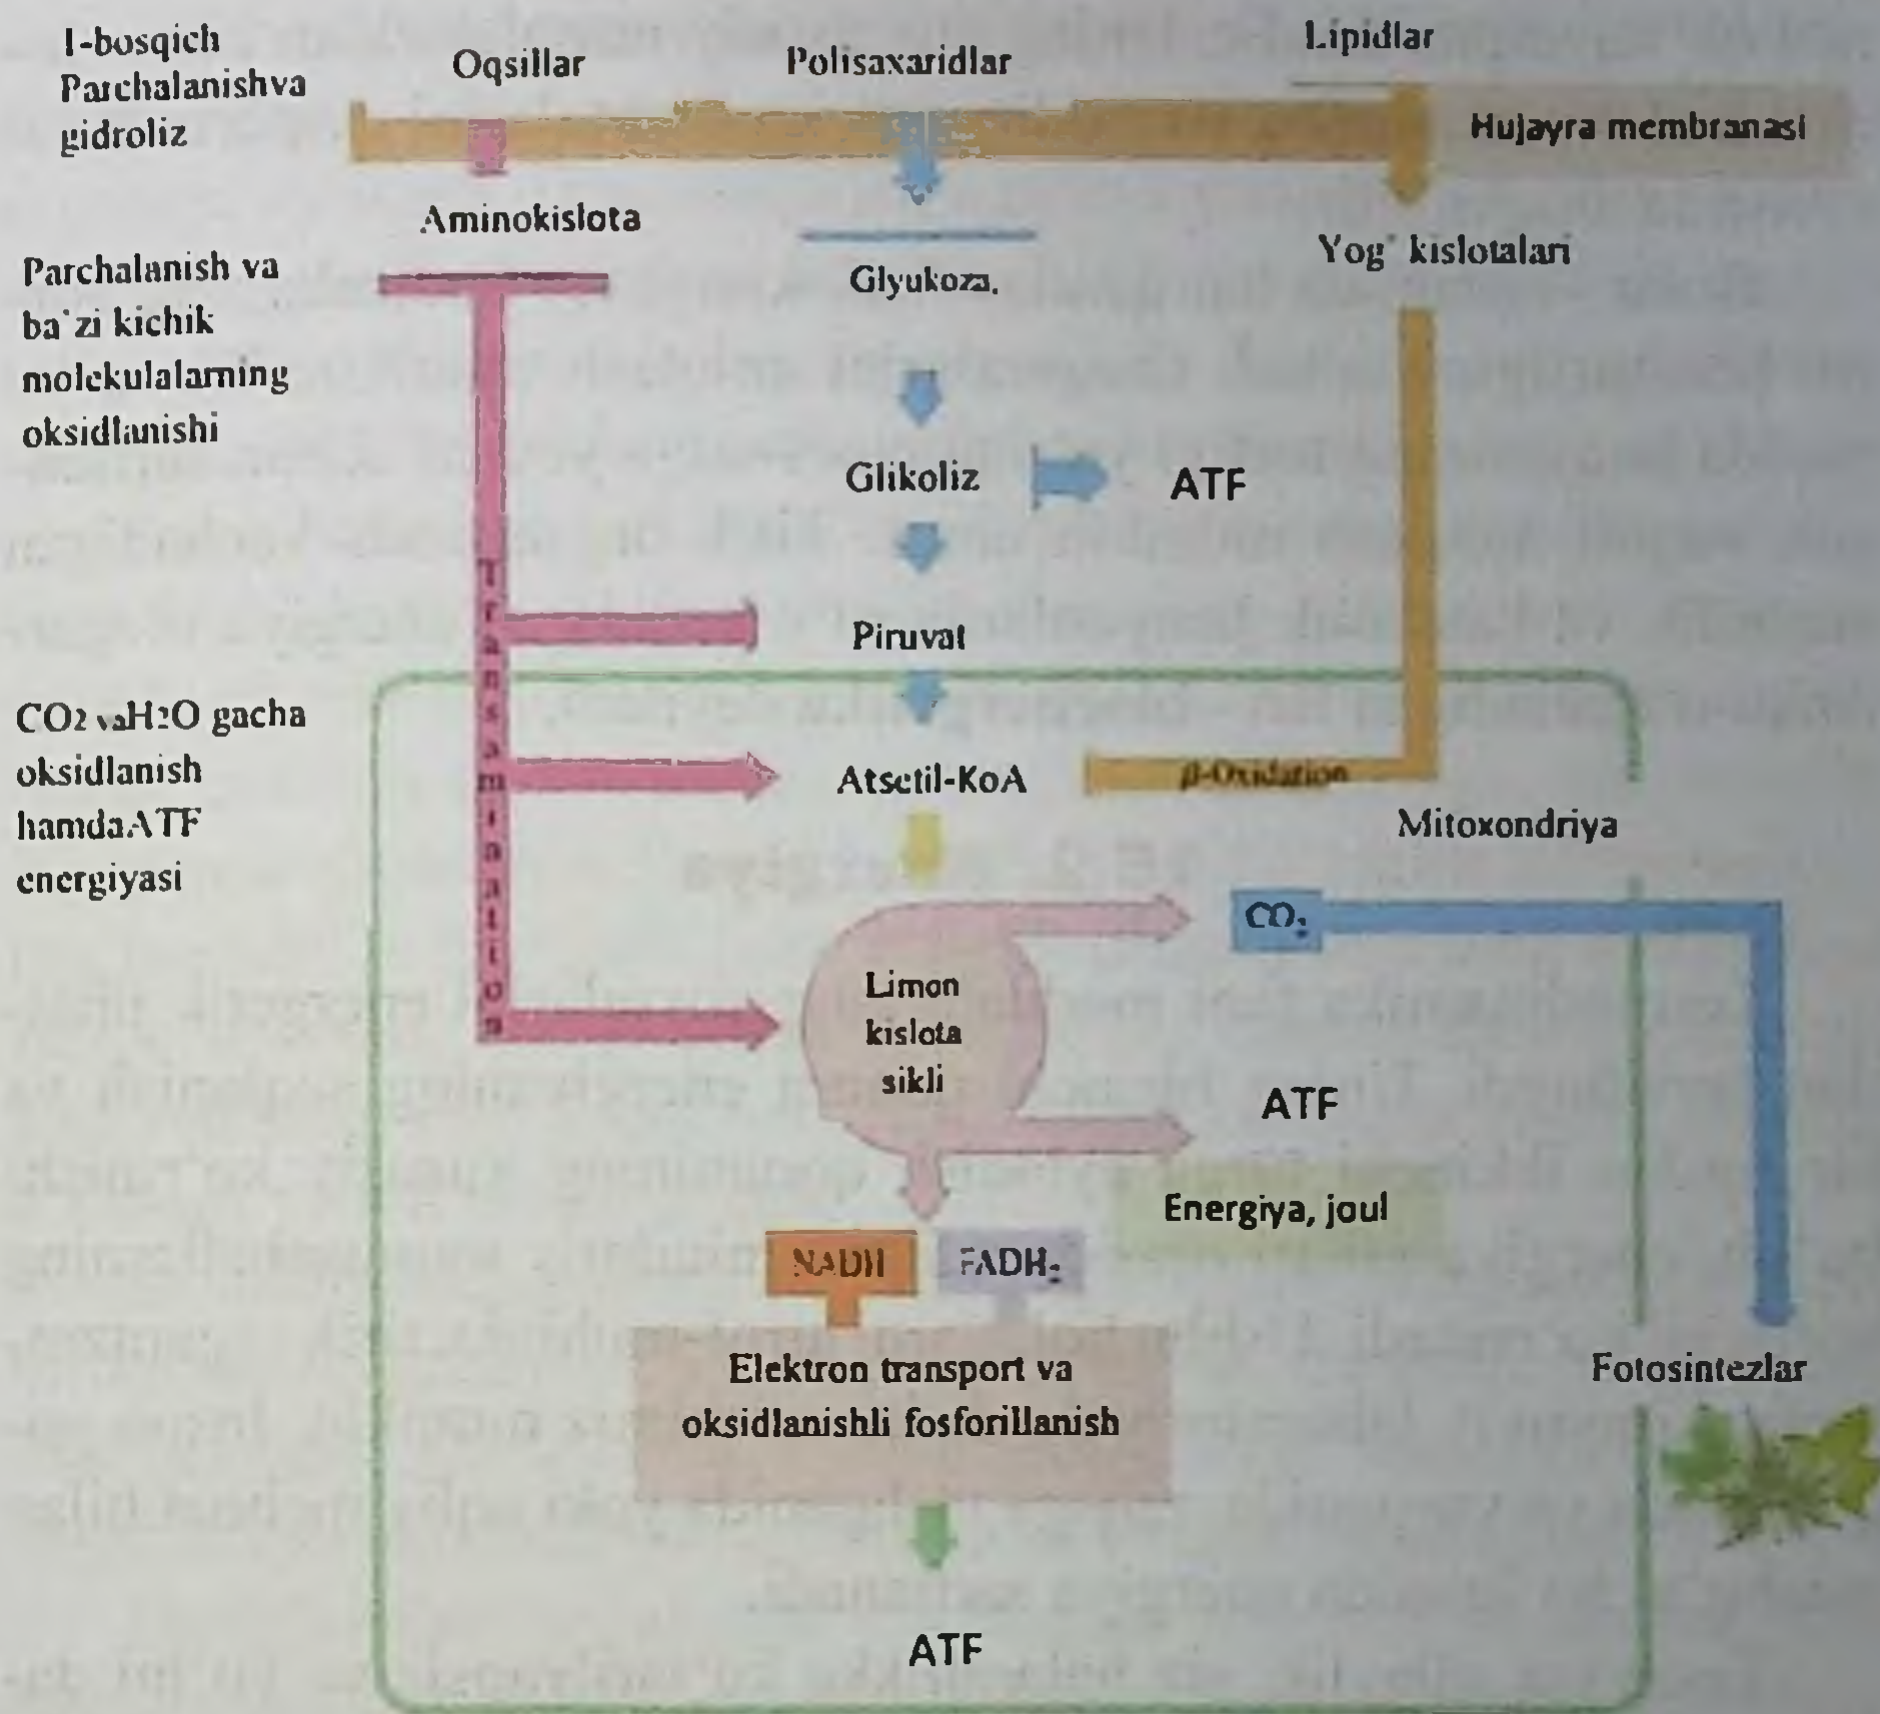 I-bosqich
Parchalanishva
gidroliz
Oqsillar
Polisaxaridlar
Lipidlar
Hujayra membranasi
Aminokislota
Glyukoza.
Yog' kislotalari
Parchalanish va
ba'zi kichik
molekulalarning
oksidlanishi
Glikoliz
ATF
Transamination
Piruvat
CO2 vaH2O gacha
oksidlanish
hamdaATF
energiyasi
Atsetil-KoA
β-Oxidation
Mitoxondriya
CO2
Limon
kislota
sikli
ATF
Energiya, joul
NADH
FADH2
Elektron transport va
oksidlanishli fosforillanish
Fotosintezlar
ATF